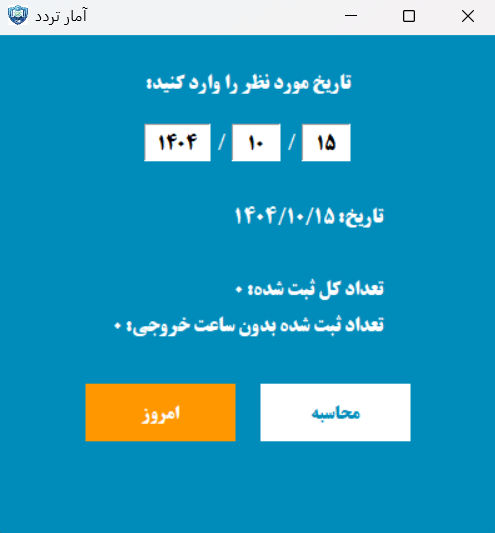 آمار تردد
تاریخ مورد نظر را وارد کنید:
۱۴۰۴ / ۱۰ / ۱۵
تاریخ: ۱۴۰۴/۱۰/۱۵
تعداد کل ثبت شده: ۰
تعداد ثبت شده بدون ساعت خروجی: ۰
محاسبه
امروز